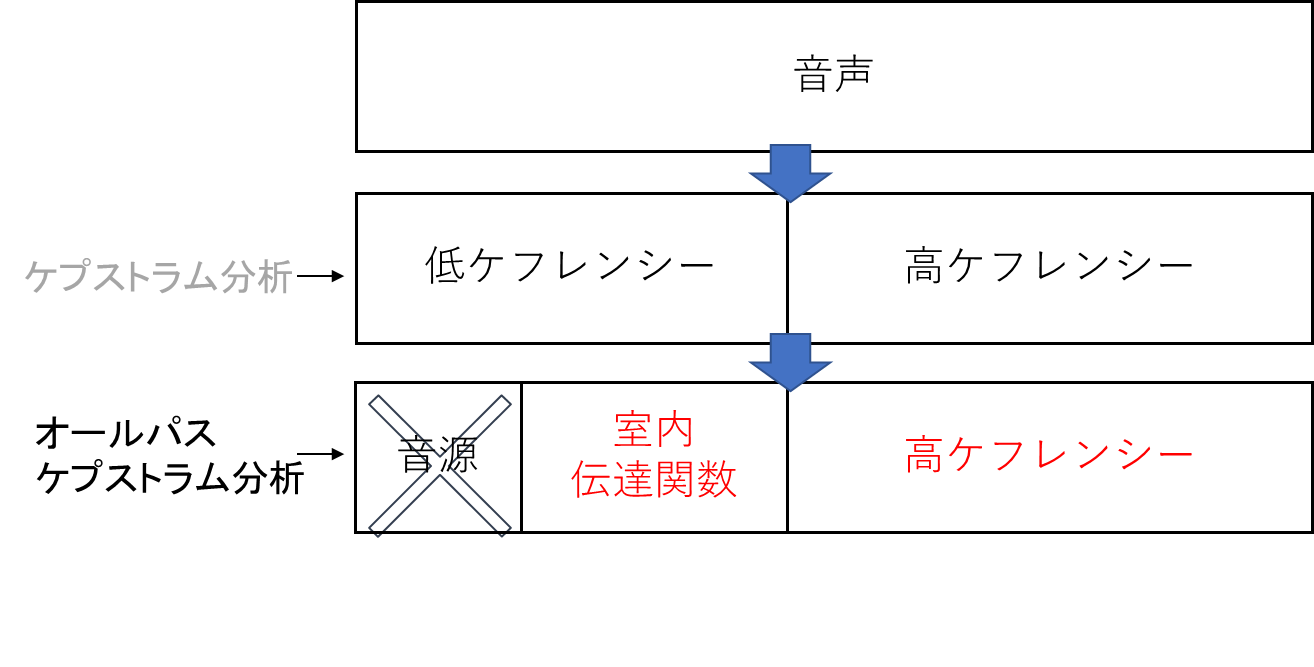 音声
ケプストラム分析
低ケフレンシー
高ケフレンシー
オールパス
ケプストラム分析
音源
室内
伝達関数
高ケフレンシー